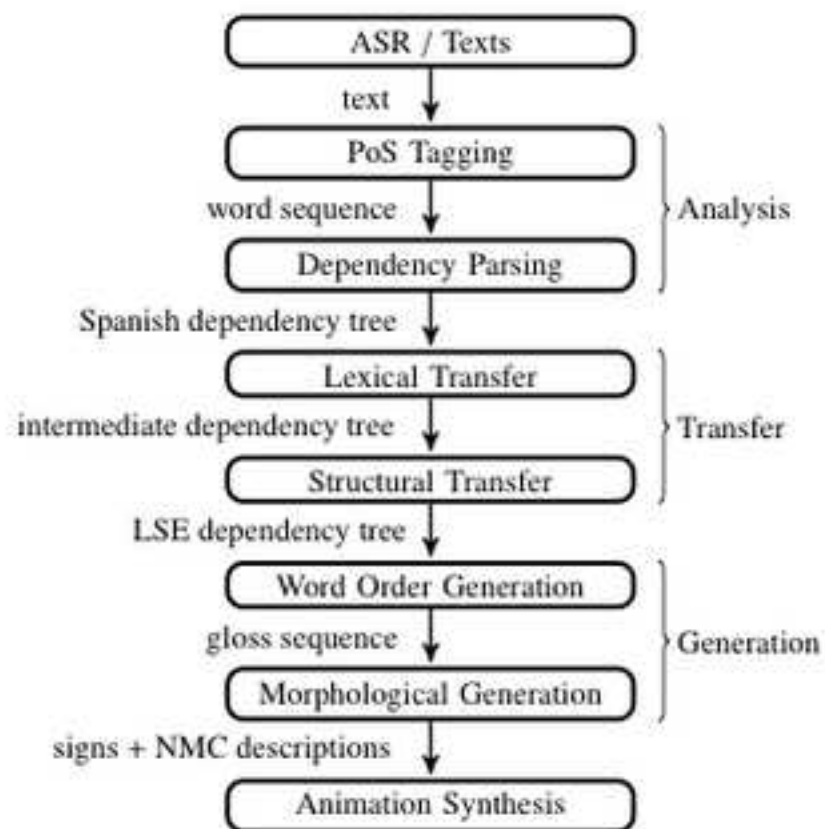 ASR / Texts
text
PoS Tagging
word sequence
Analysis
Dependency Parsing
Spanish dependency tree
Lexical Transfer
intermediate dependency tree
Transfer
Structural Transfer
LSE dependency tree
Word Order Generation
gloss sequence
Generation
Morphological Generation
signs + NMC descriptions
Animation Synthesis